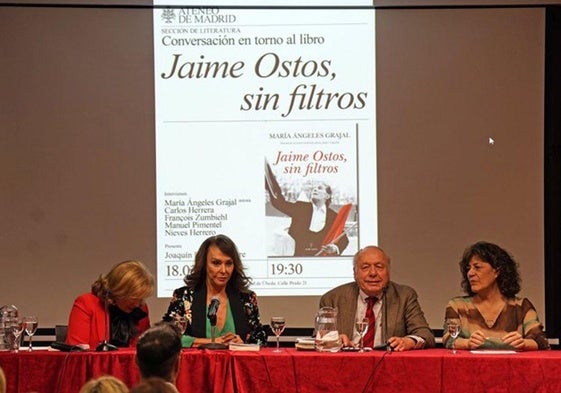 ATENEO
DE MADRID
SECCIÓN DE LITERATURA
Conversación en torno al libro
Jaime Ostos,
sin filtros
MARÍA ÁNGELES GRAJAL
Jaime Ostos,
sin filtros
Intervienen
María Ángeles Grajal autora
Carlos Herrera
François Zumbiehl
Manuel Pimentel
Nieves Herrero
Presenta
Joaquín
18.0
19:30
Calle Prado 21